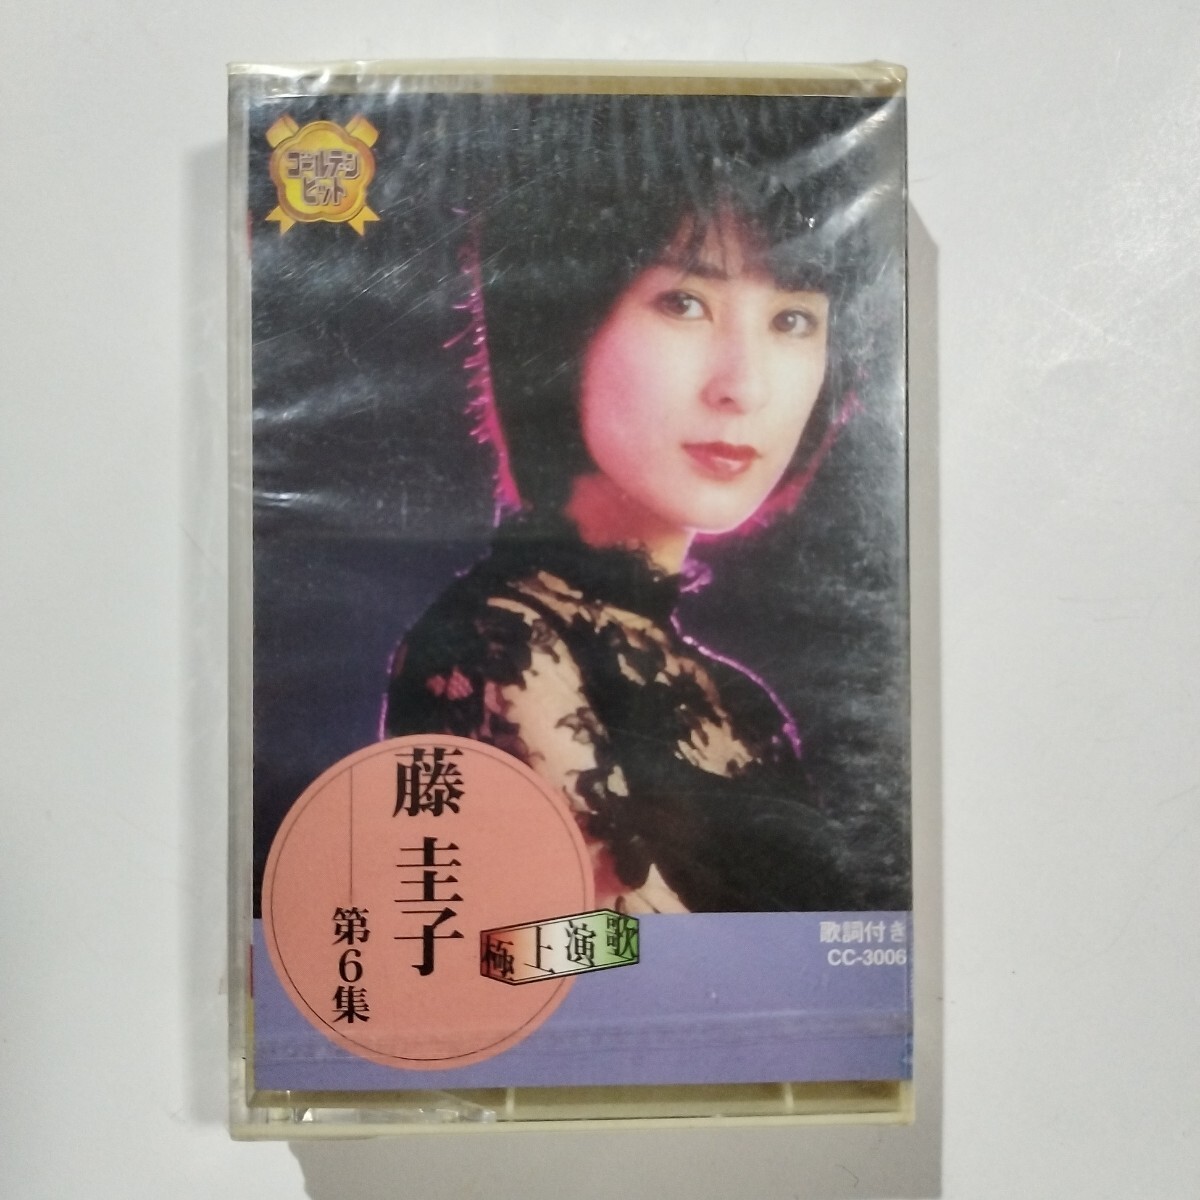 ゴールデン
ヒット
藤圭子
第6集
極上演歌
歌詞付き
CC-3006